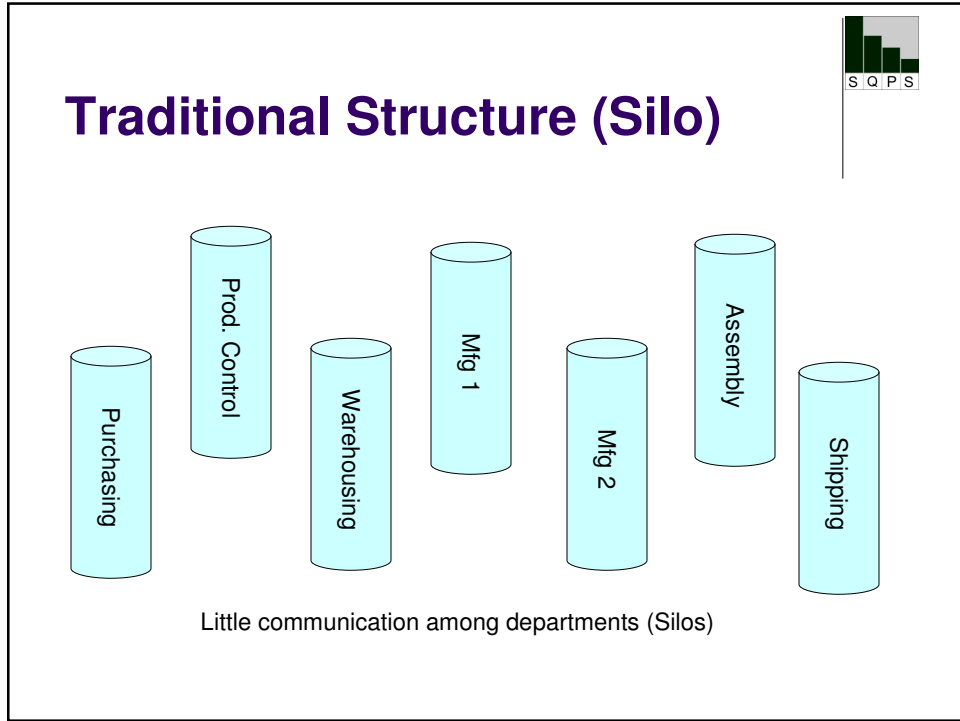 S Q P S
Traditional Structure (Silo)
Purchasing
Prod. Control
Warehousing
Mfg 1
Mfg 2
Assembly
Shipping
Little communication among departments (Silos)